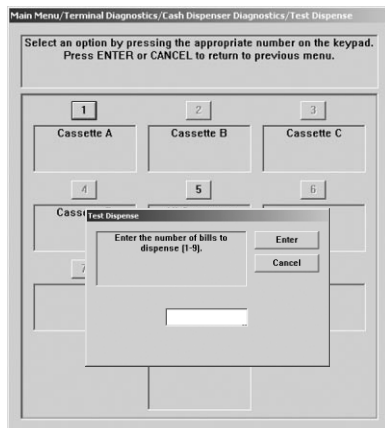 Main Menu/Terminal Diagnostics/Cash Dispenser Diagnostics/Test Dispense
Select an option by pressing the appropriate number on the keypad.
Press ENTER or CANCEL to return to previous menu.
1 2 3
Cassette A Cassette B Cassette C
4 5 6
Test Dispense
Enter the number of bills to
dispense [1-9].
Enter
Cancel
7